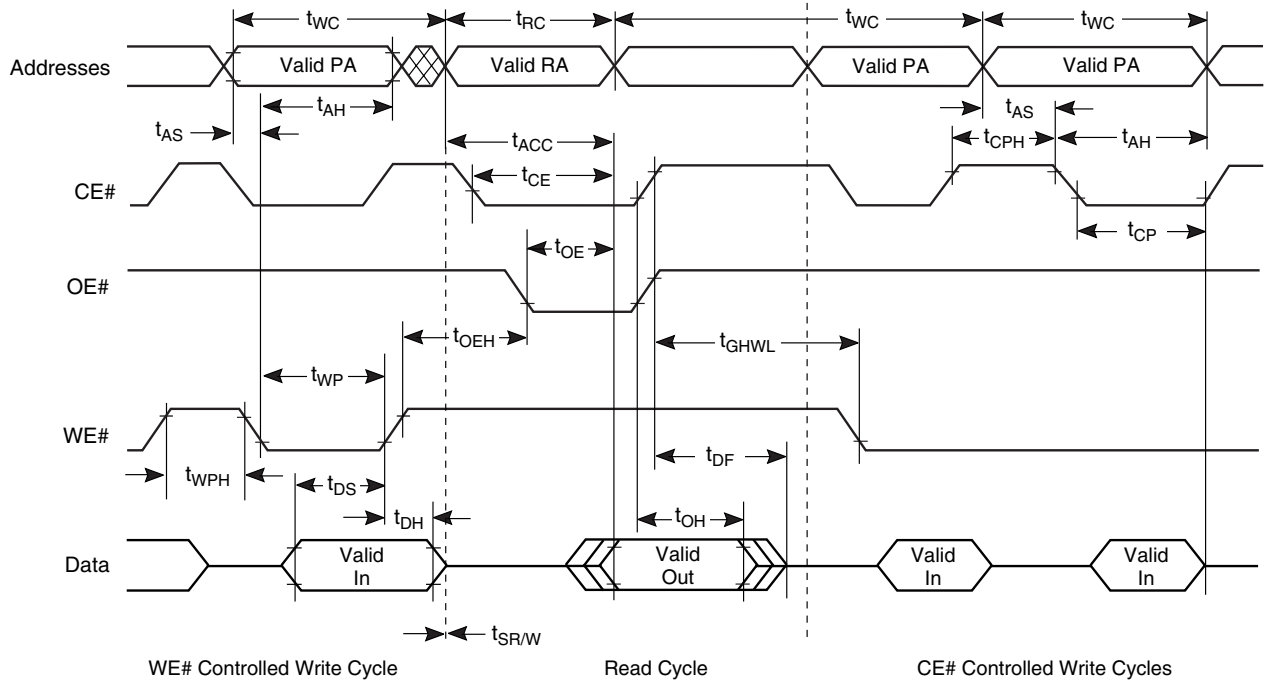 tWC tRC tWC tWC
Addresses Valid PA Valid RA Valid PA Valid PA
tAH tAS
tAS tACC tCPH tAH
CE# tCE
tOE tCP
OE#
tOEH tGHWL
tWP
WE#
tWPH tDS tDF
tDH tOH
Data Valid In Valid Out Valid In Valid In
tSR/W
WE# Controlled Write Cycle Read Cycle CE# Controlled Write Cycles